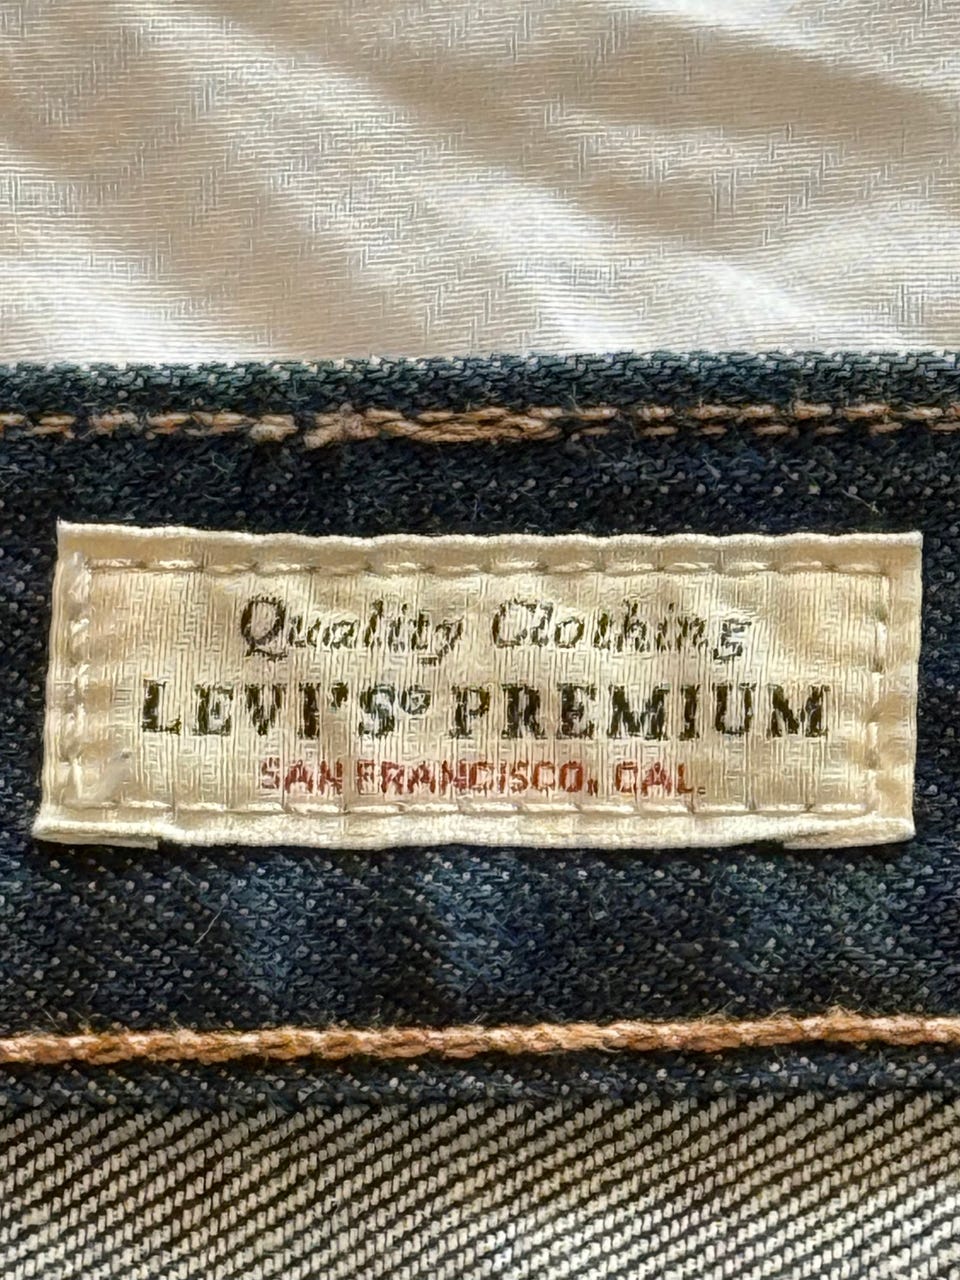 Quality Clothing
LEVI'S® PREMIUM
SAN FRANCISCO, CAL.